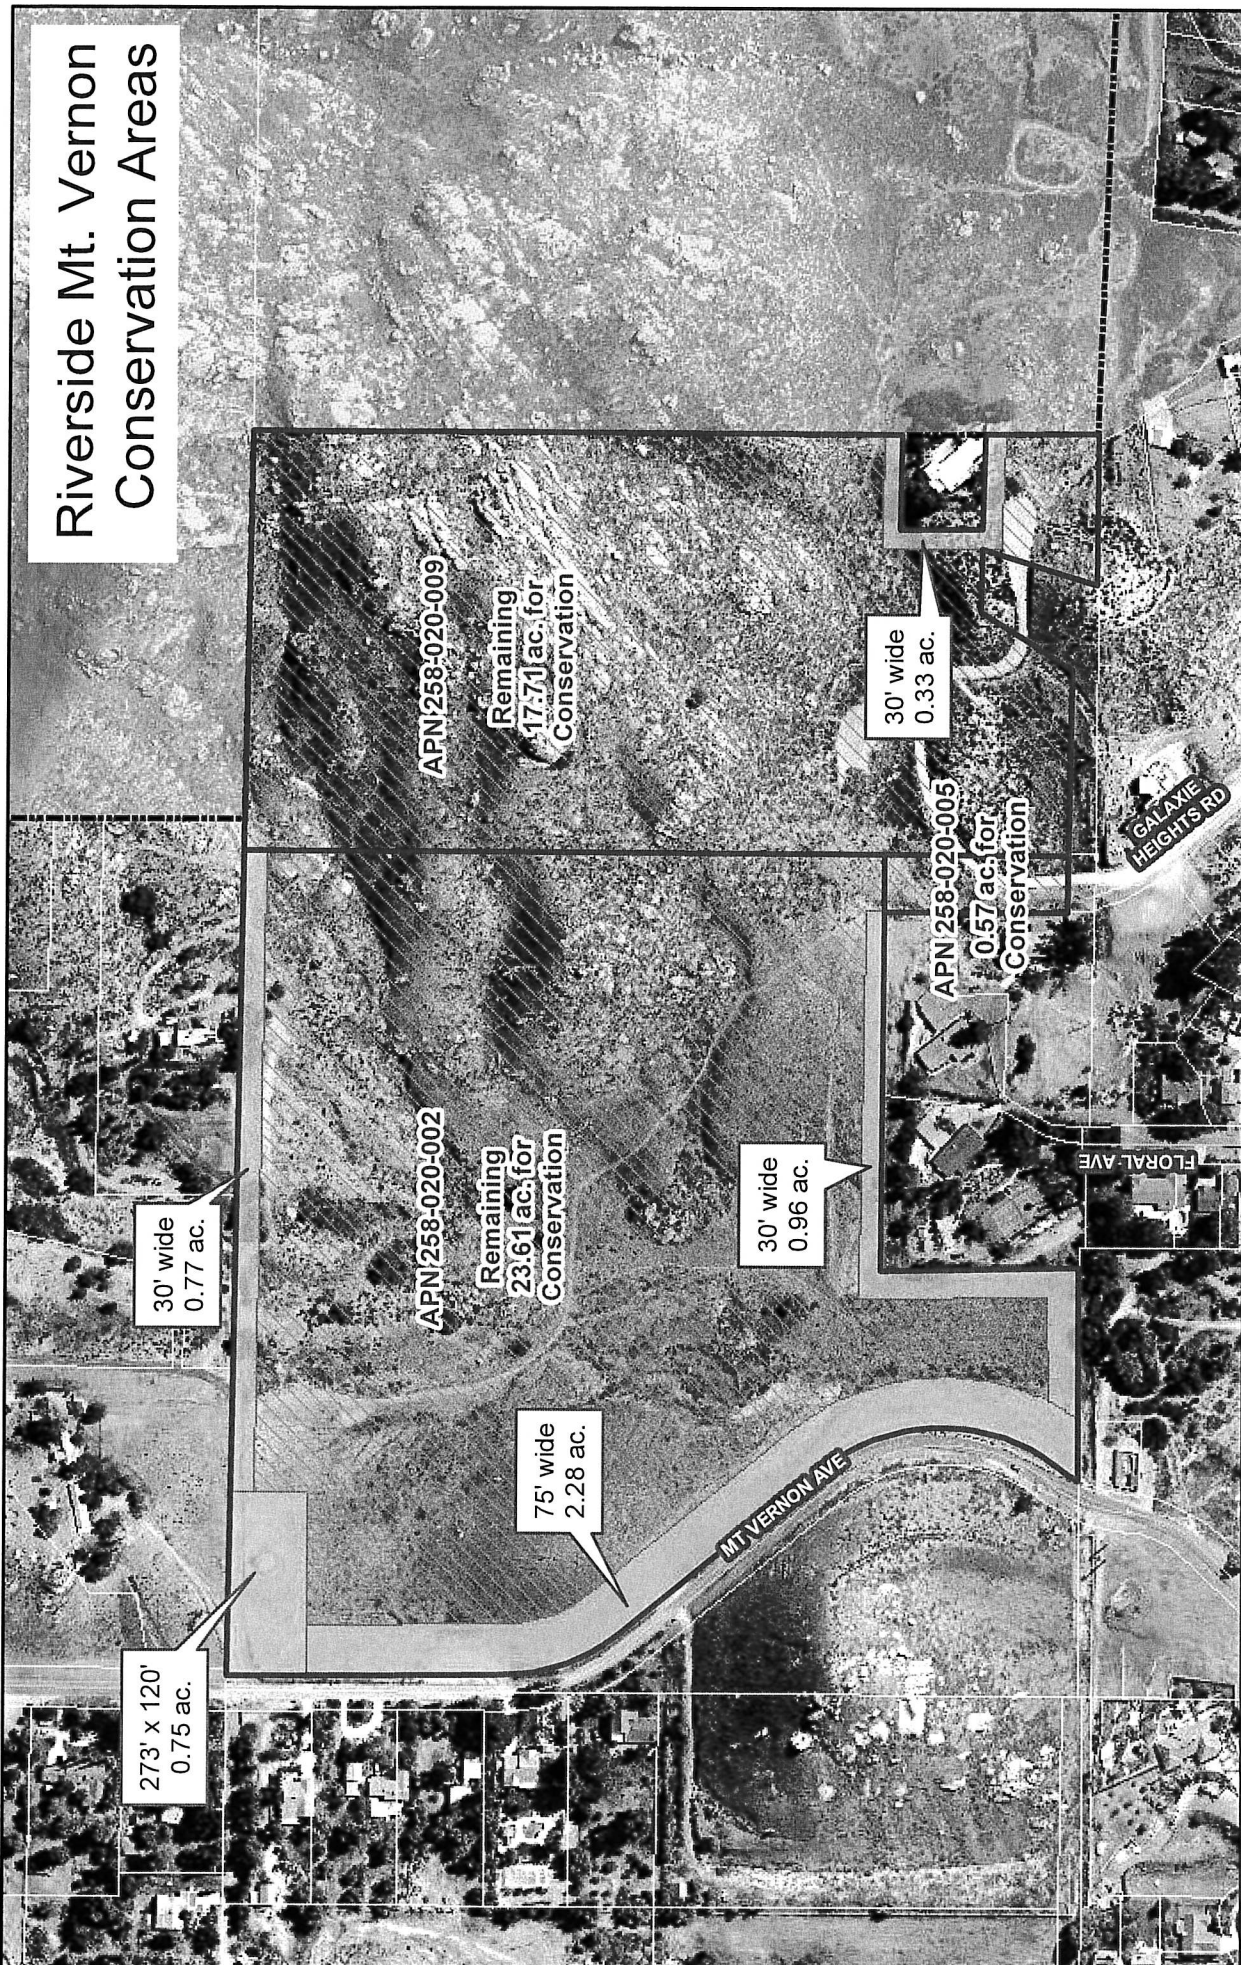 Riverside Mt. Vernon
Conservation Areas
273' x 120'
0.75 ac.
30' wide
0.77 ac.
75' wide
2.28 ac.
APN 258-020-002
Remaining
23.61 ac. for
Conservation
APN 258-020-009
Remaining
17.71 ac. for
Conservation
30' wide
0.96 ac.
30' wide
0.33 ac.
APN 258-020-005
0.57 ac. for
Conservation
MT VERNON AVE
FLORAL AVE
GALAXIE
HEIGHTS RD